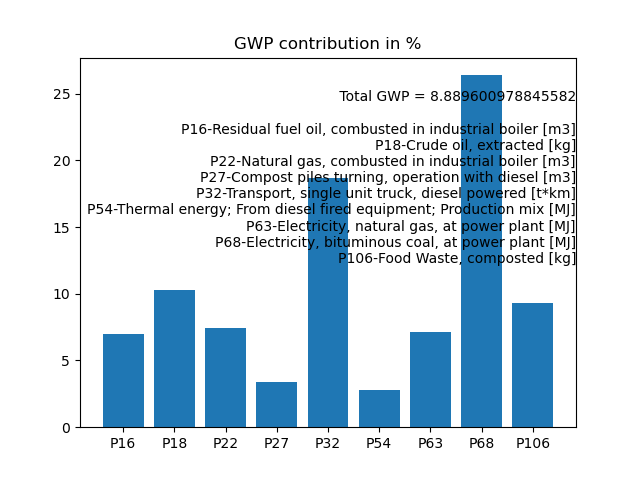 GWP contribution in %
25
20
15
10
5
0
Total GWP = 8.889600978845582
P16-Residual fuel oil, combusted in industrial boiler [m3]
P18-Crude oil, extracted [kg]
P22-Natural gas, combusted in industrial boiler [m3]
P27-Compost piles turning, operation with diesel [m3]
P32-Transport, single unit truck, diesel powered [t*km]
P54-Thermal energy; From diesel fired equipment; Production mix [MJ]
P63-Electricity, natural gas, at power plant [MJ]
P68-Electricity, bituminous coal, at power plant [MJ]
P106-Food Waste, composted [kg]
P16 P18 P22 P27 P32 P54 P63 P68 P106